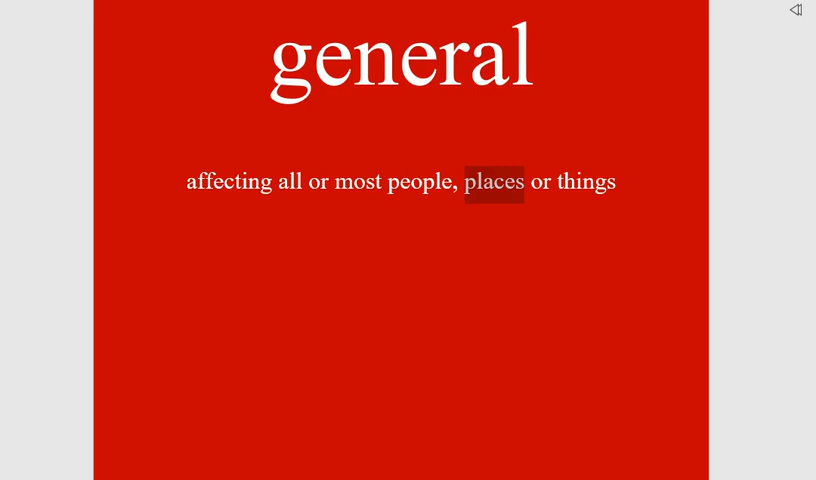 general
affecting all or most people, places or things